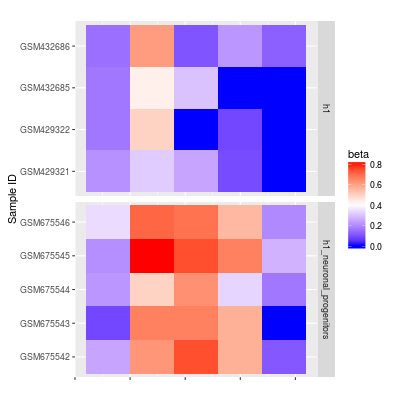 Sample ID
GSM432686
GSM432685
GSM429322
GSM429321
h1
GSM675546
GSM675545
GSM675544
GSM675543
GSM675542
h1_neuronal_progenitors
beta
0.8
0.6
0.4
0.2
0.0